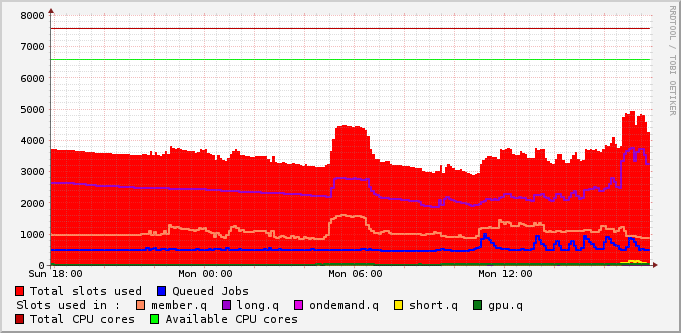 RRDTOOL / TOBI OETIKER
8000
7000
6000
5000
4000
3000
2000
1000
0
Sun 18:00 Mon 00:00 Mon 06:00 Mon 12:00
Total slots used Queued Jobs
Slots used in : member.q long.q ondemand.q short.q gpu.q
Total CPU cores Available CPU cores